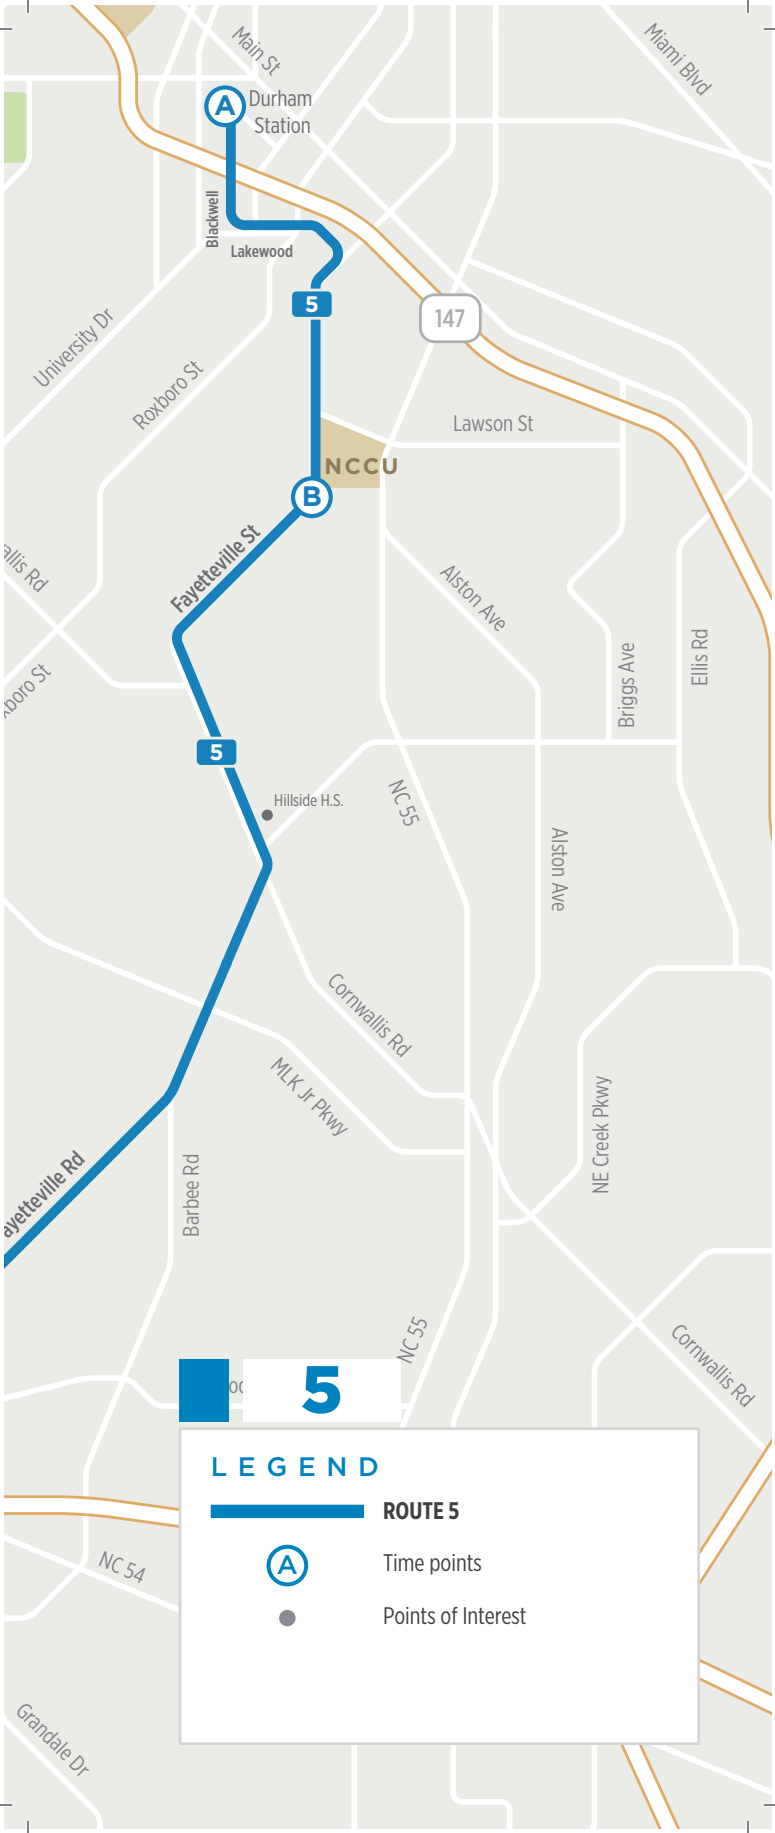 Main St
Miami Blvd
A
Durham
Station
Blackwell
Lakewood
5
147
University Dr
Roxboro St
Lawson St
NCCU
B
Fayetteville St
allis Rd
Alston Ave
Briggs Ave
Ellis Rd
xboro St
5
Hillside H.S.
NC 55
Alston Ave
Cornwallis Rd
MLK Jr Pkwy
NE Creek Pkwy
Barbee Rd
ayetteville Rd
NC 55
Cornwallis Rd
5
LEGEND
ROUTE 5
A Time points
Points of Interest
NC 54
Grandale Dr